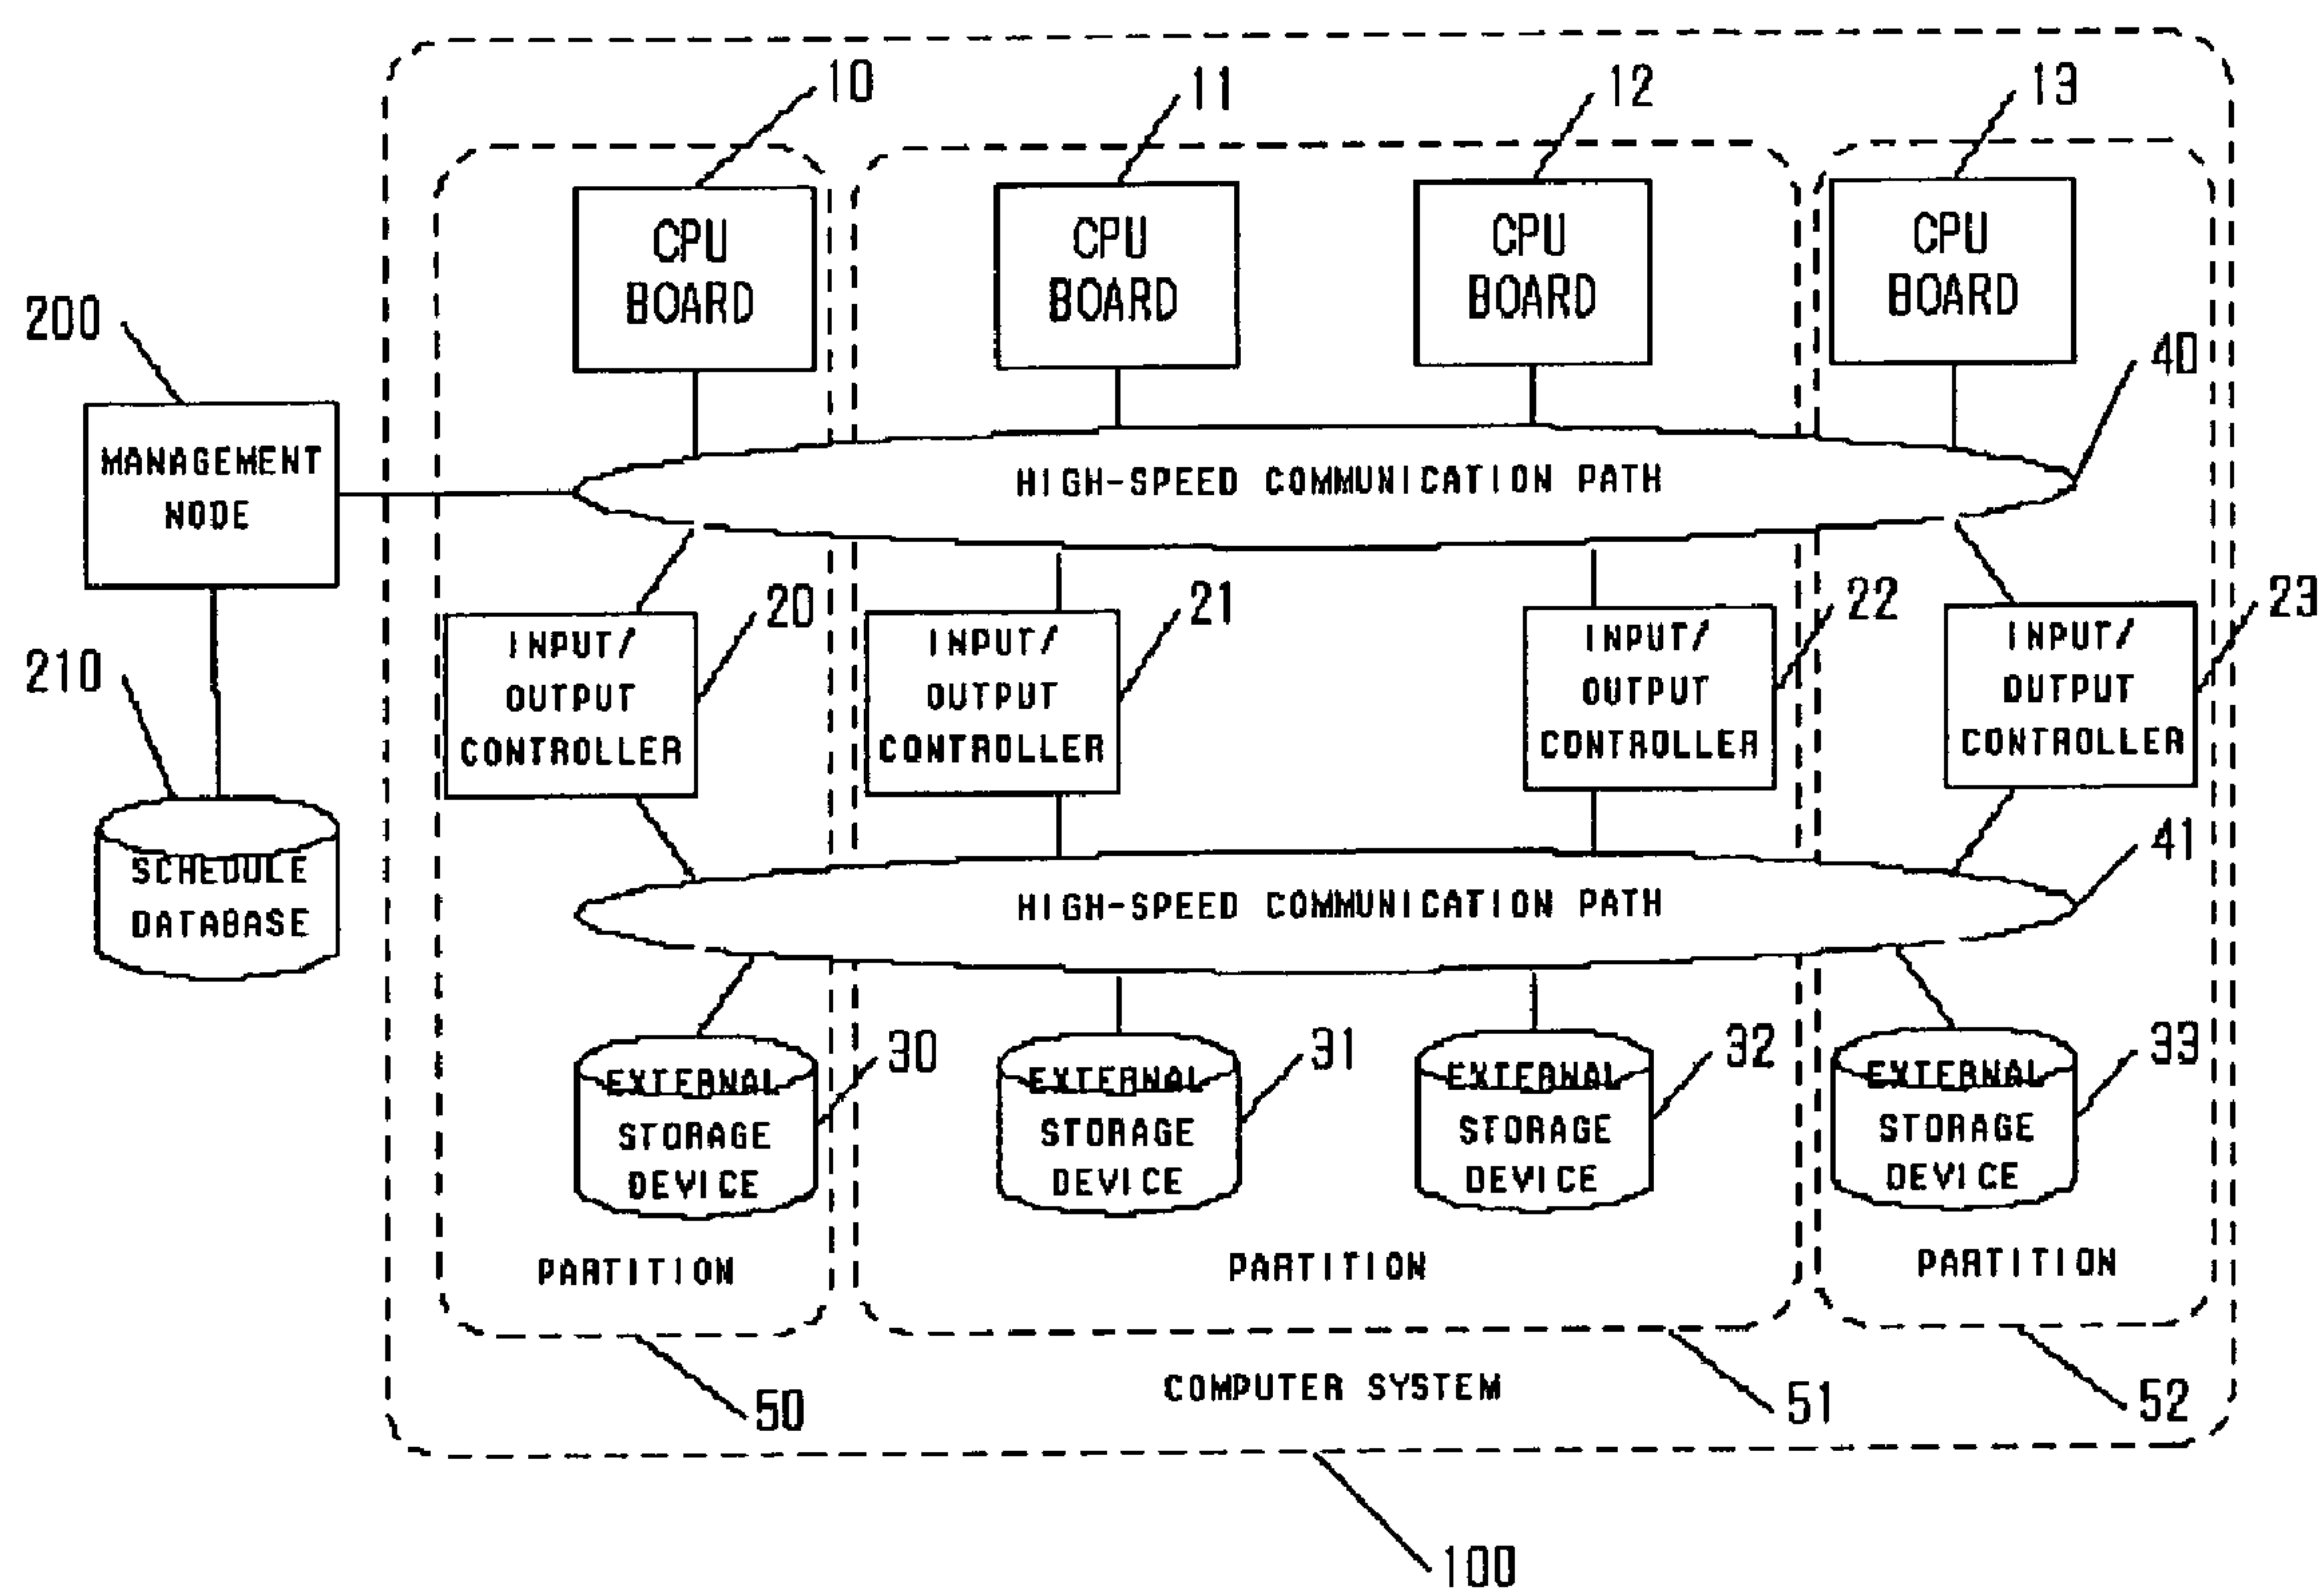 10
11
12
13
CPU
BOARD
CPU
BOARD
CPU
BOARD
CPU
BOARD
200
40
MANAGEMENT
NODE
HIGH-SPEED COMMUNICATION PATH
20
21
22
23
INPUT/
OUTPUT
CONTROLLER
INPUT/
OUTPUT
CONTROLLER
INPUT/
OUTPUT
CONTROLLER
INPUT/
OUTPUT
CONTROLLER
210
41
SCHEDULE
DATABASE
HIGH-SPEED COMMUNICATION PATH
30
31
32
33
EXTERNAL
STORAGE
DEVICE
EXTERNAL
STORAGE
DEVICE
EXTERNAL
STORAGE
DEVICE
EXTERNAL
STORAGE
DEVICE
PARTITION
PARTITION
PARTITION
COMPUTER SYSTEM
50
51
52
100